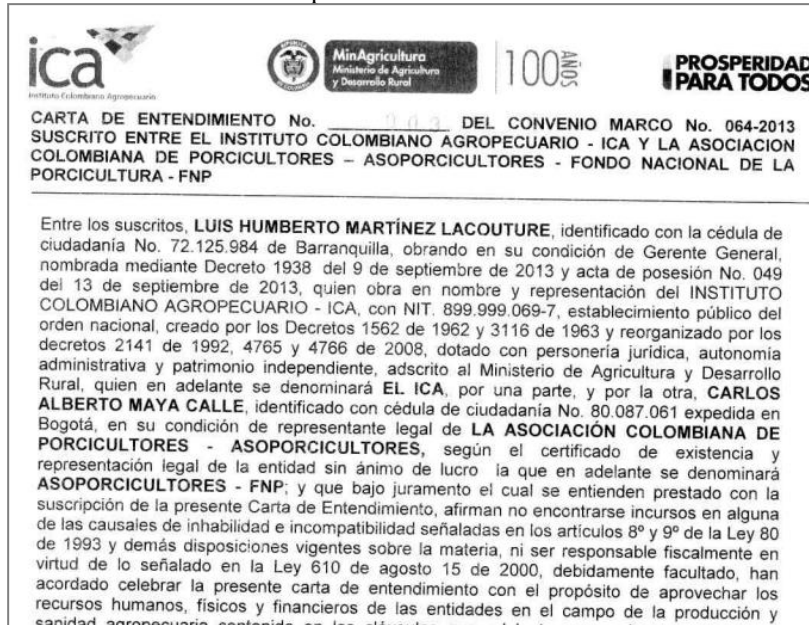 ica
Instituto Colombiano Agropecuario
MinAgricultura
Ministerio de Agricultura
y Desarrollo Rural
100 AÑOS
PROSPERIDAD
PARA TODOS
CARTA DE ENTENDIMIENTO No. 203 DEL CONVENIO MARCO No. 064-2013
SUSCRITO ENTRE EL INSTITUTO COLOMBIANO AGROPECUARIO - ICA Y LA ASOCIACION
COLOMBIANA DE PORCICULTORES – ASOPORCICULTORES - FONDO NACIONAL DE LA
PORCICULTURA - FNP
Entre los suscritos, LUIS HUMBERTO MARTÍNEZ LACOUTURE, identificado con la cédula de
ciudadanía No. 72.125.984 de Barranquilla, obrando en su condición de Gerente General,
nombrada mediante Decreto 1938 del 9 de septiembre de 2013 y acta de posesión No. 049
del 13 de septiembre de 2013, quien obra en nombre y representación del INSTITUTO
COLOMBIANO AGROPECUARIO - ICA, con NIT. 899.999.069-7, establecimiento público del
orden nacional, creado por los Decretos 1562 de 1962 y 3116 de 1963 y reorganizado por los
decretos 2141 de 1992, 4765 y 4766 de 2008, dotado con personería jurídica, autonomía
administrativa y patrimonio independiente, adscrito al Ministerio de Agricultura y Desarrollo
Rural, quien en adelante se denominará EL ICA, por una parte, y por la otra, CARLOS
ALBERTO MAYA CALLE, identificado con cédula de ciudadanía No. 80.087.061 expedida en
Bogotá, en su condición de representante legal de LA ASOCIACIÓN COLOMBIANA DE
PORCICULTORES - ASOPORCICULTORES, según el certificado de existencia y
representación legal de la entidad sin ánimo de lucro la que en adelante se denominará
ASOPORCICULTORES - FNP; y que bajo juramento el cual se entienden prestado con la
suscripción de la presente Carta de Entendimiento, afirman no encontrarse incursos en alguna
de las causales de inhabilidad e incompatibilidad señaladas en los artículos 8º y 9º de la Ley 80
de 1993 y demás disposiciones vigentes sobre la materia, ni ser responsable fiscalmente en
virtud de lo señalado en la Ley 610 de agosto 15 de 2000, debidamente facultado, han
acordado celebrar la presente carta de entendimiento con el propósito de aprovechar los
recursos humanos, físicos y financieros de las entidades en el campo de la producción y
sanidad agropecuaria